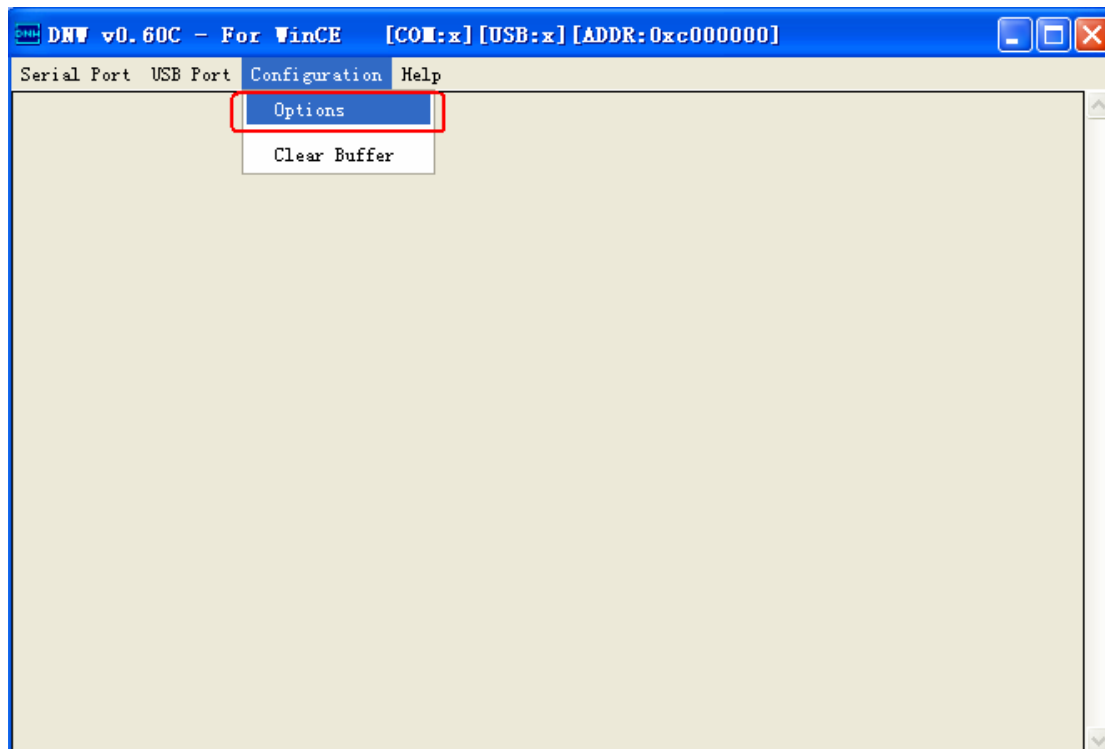 DNW v0.60C - For WinCE [COM:x][USB:x][ADDR:0xc000000]
Serial Port USB Port Configuration Help
Options
Clear Buffer